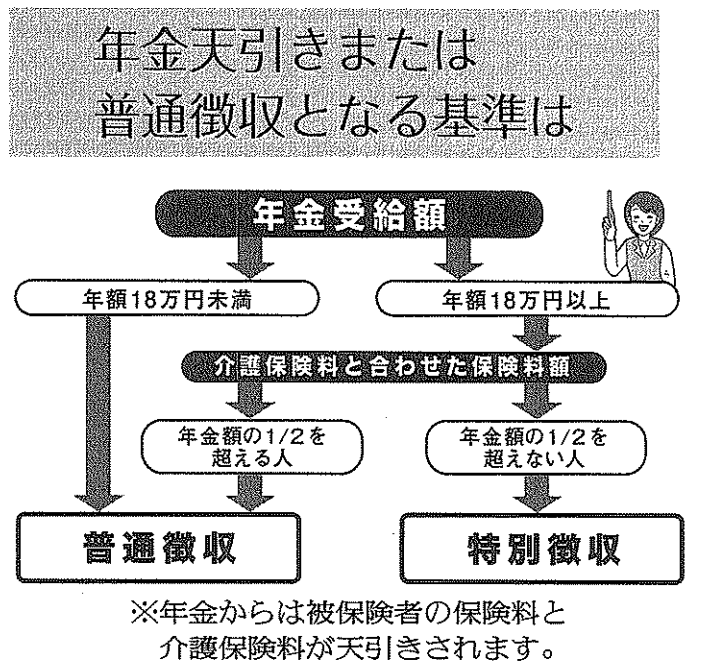 年金天引きまたは
普通徴収となる基準は
年金受給額
年額18万円未満
年額18万円以上
介護保険料と合わせた保険料額
年金額の1/2を
超える人
年金額の1/2を
超えない人
普通徴収
特別徴収
※年金からは被保険者の保険料と
介護保険料が天引きされます。